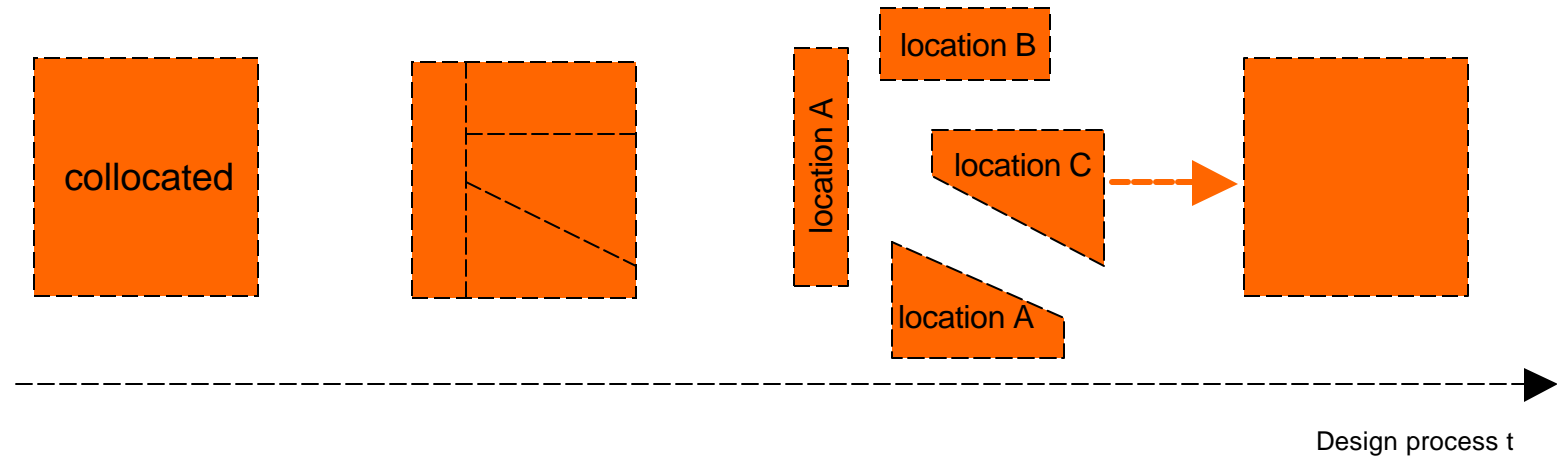 collocated
location A
location B
location C
location A
Design process t